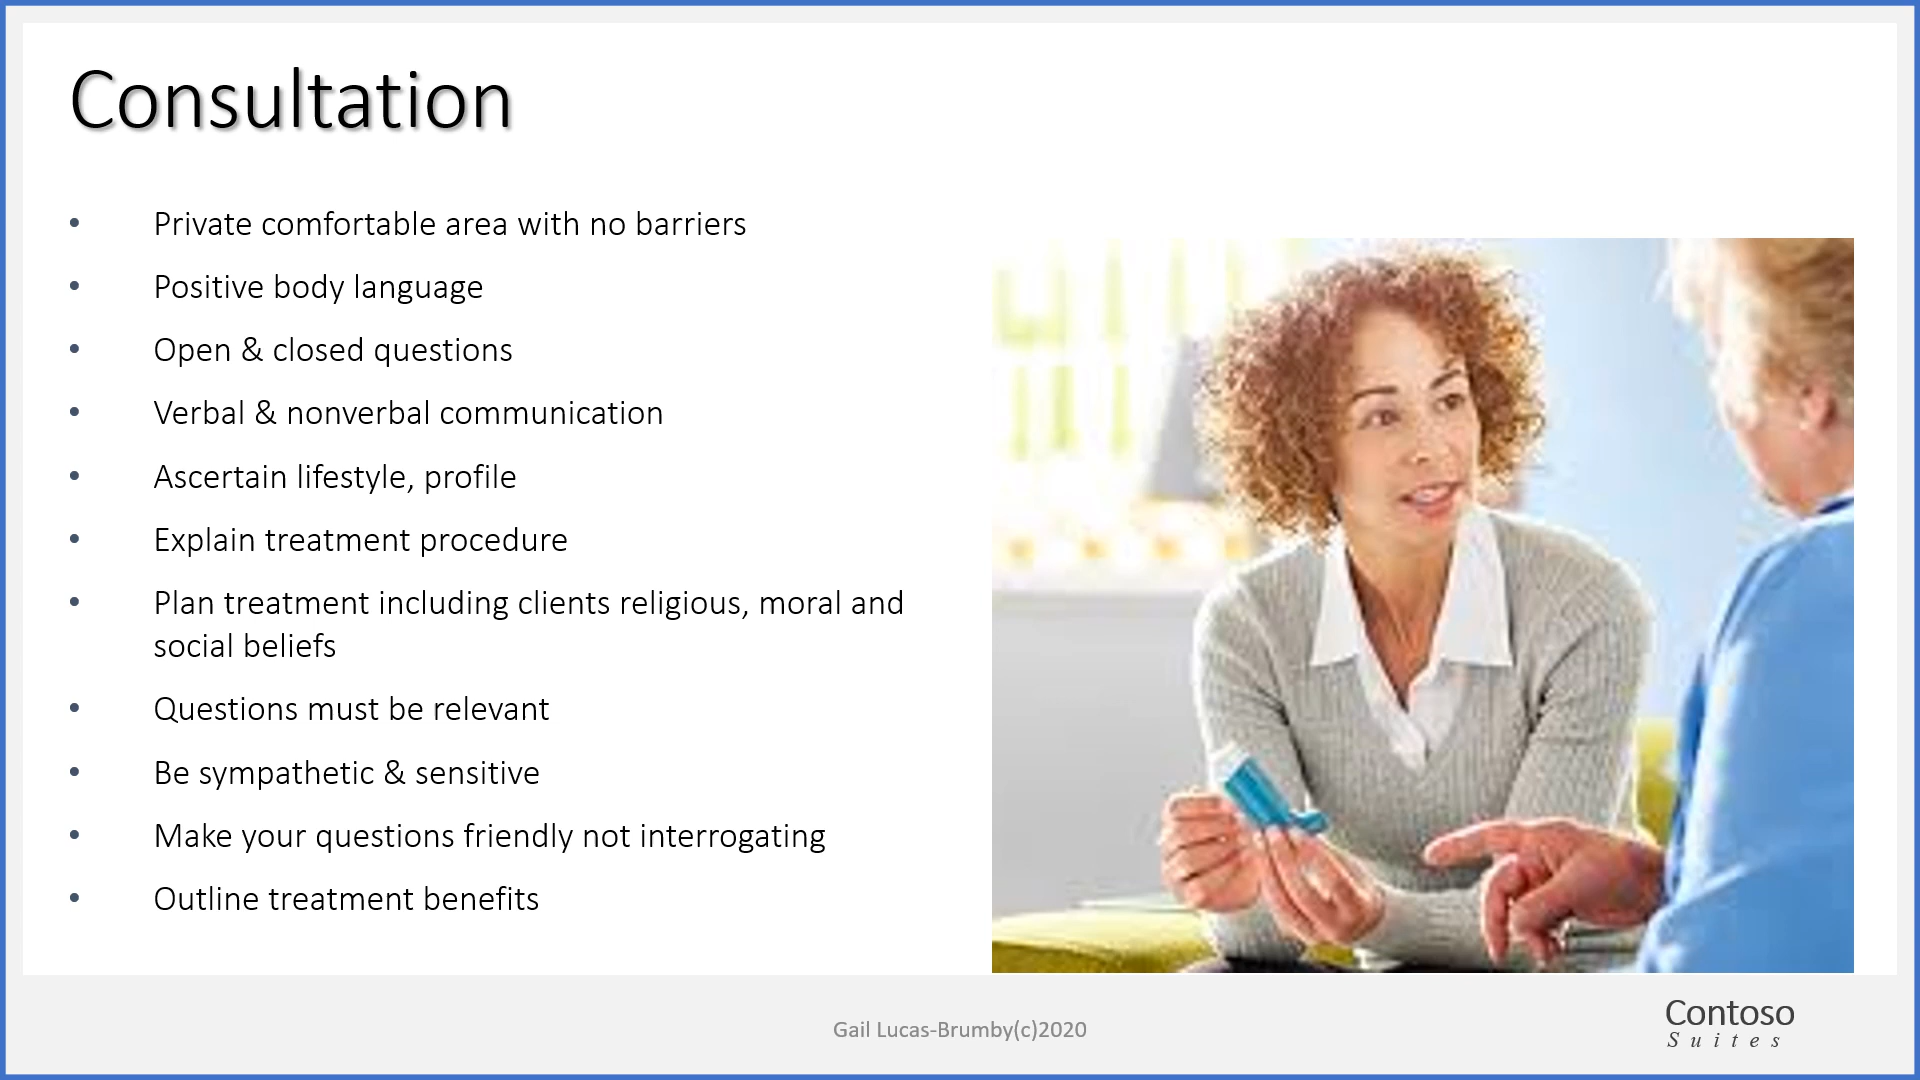 Consultation
• Private comfortable area with no barriers
• Positive body language
• Open & closed questions
• Verbal & nonverbal communication
• Ascertain lifestyle, profile
• Explain treatment procedure
• Plan treatment including clients religious, moral and
social beliefs
• Questions must be relevant
• Be sympathetic & sensitive
• Make your questions friendly not interrogating
• Outline treatment benefits
Gail Lucas-Brumby(c)2020
Contoso
Suites